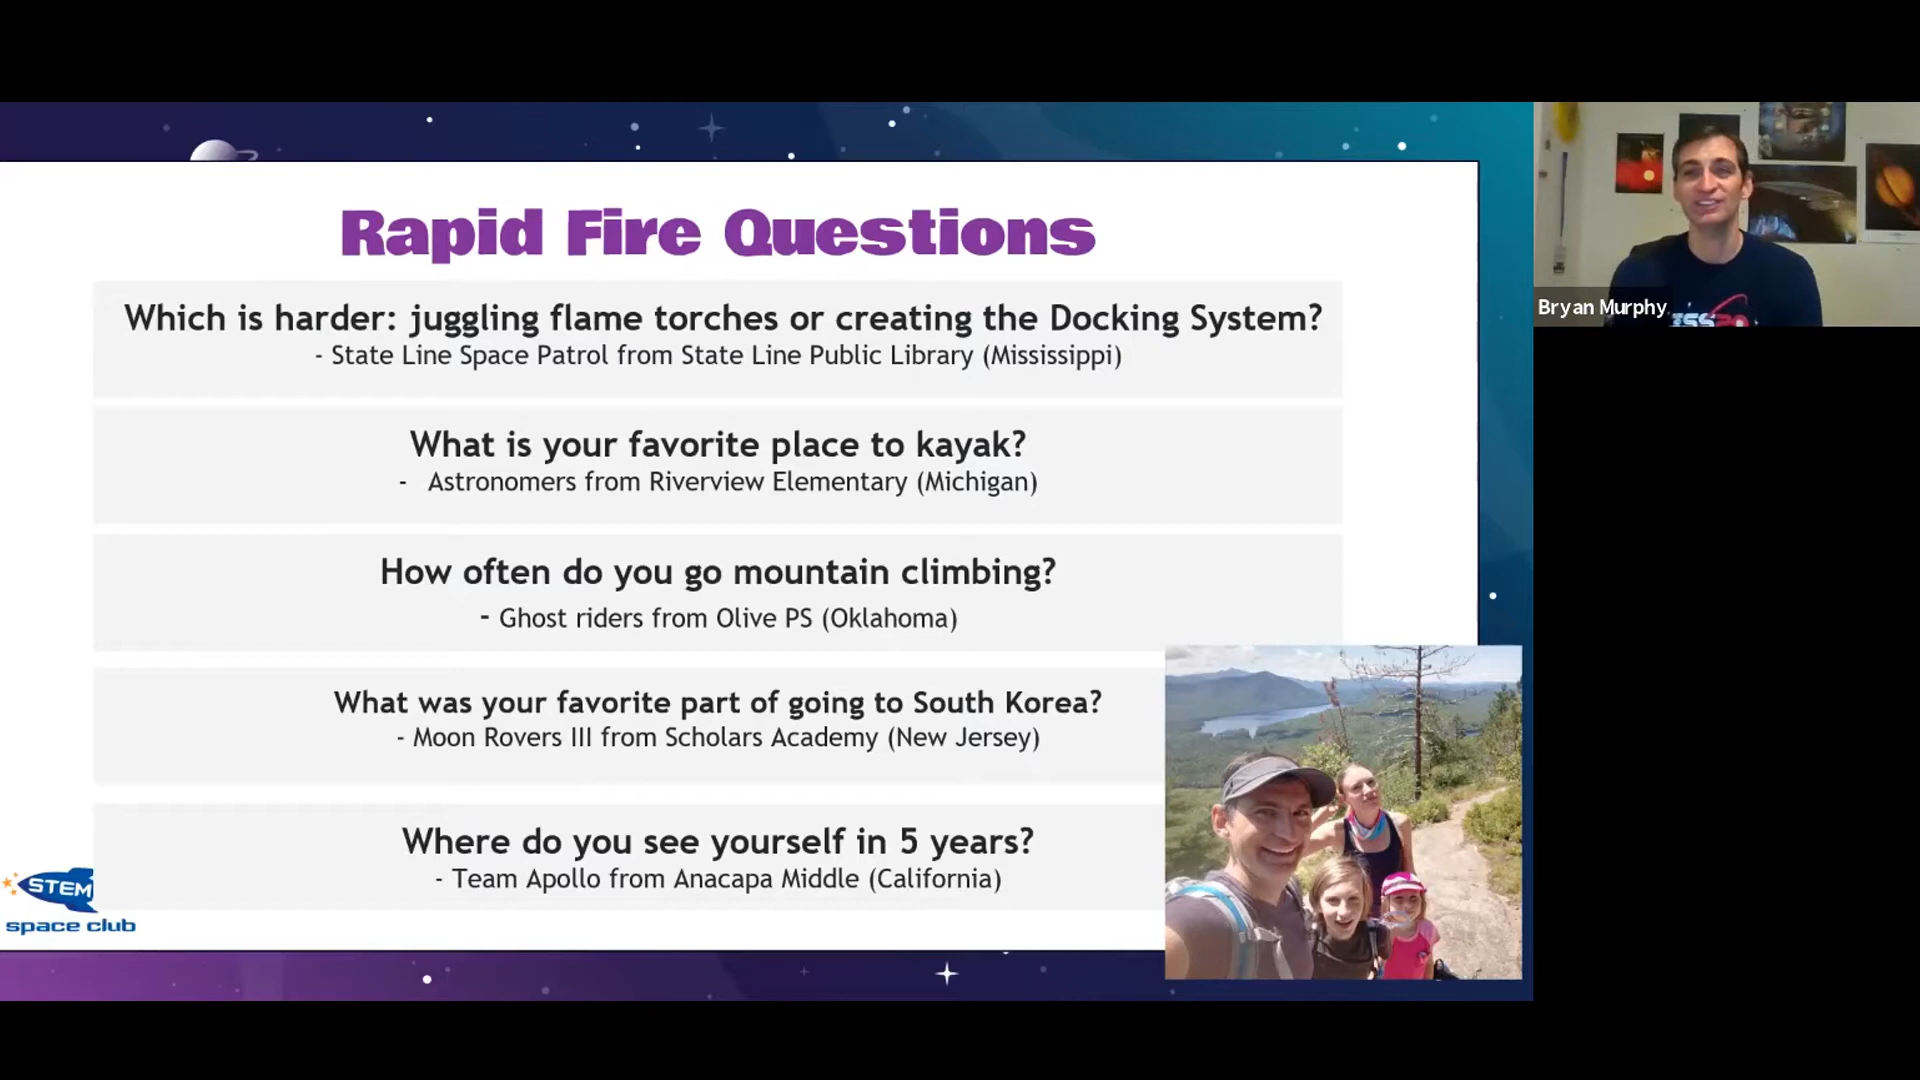 Rapid Fire Questions
Which is harder: juggling flame torches or creating the Docking System?
- State Line Space Patrol from State Line Public Library (Mississippi)
What is your favorite place to kayak?
- Astronomers from Riverview Elementary (Michigan)
How often do you go mountain climbing?
- Ghost riders from Olive PS (Oklahoma)
What was your favorite part of going to South Korea?
- Moon Rovers III from Scholars Academy (New Jersey)
Where do you see yourself in 5 years?
- Team Apollo from Anacapa Middle (California)
STEM
space club
Bryan Murphy